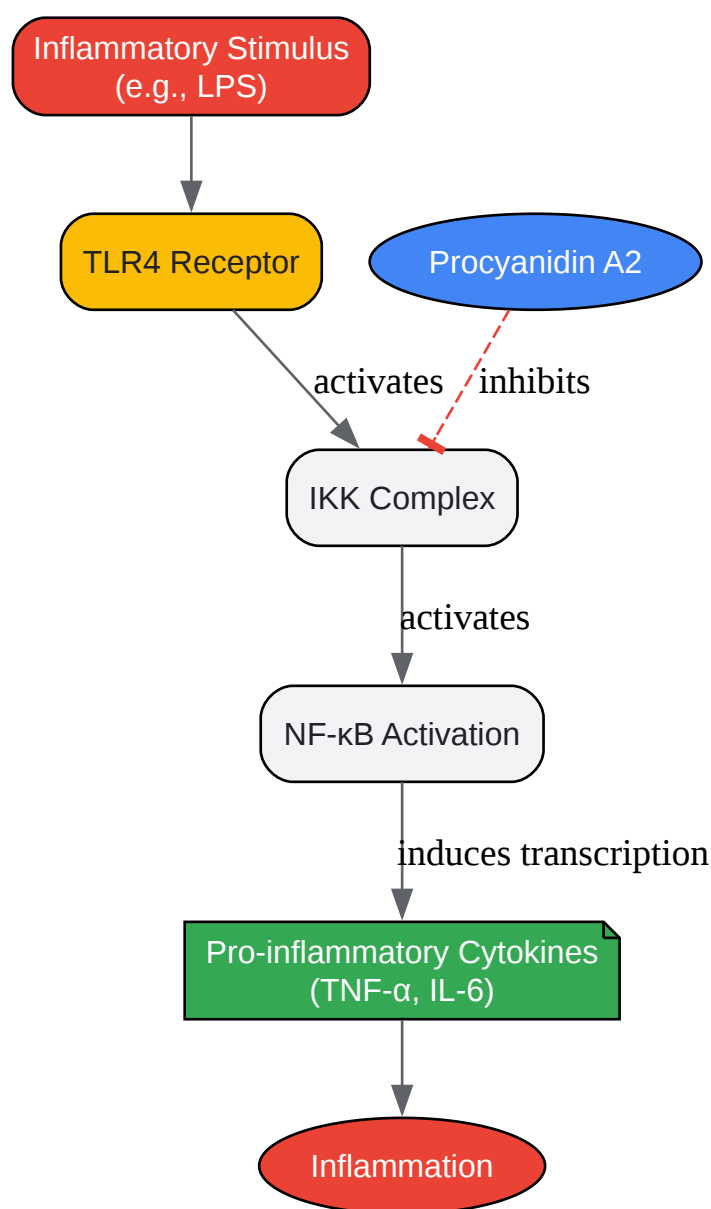 Inflammatory Stimulus
(e.g., LPS)
TLR4 Receptor
Procyanidin A2
activates
inhibits
IKK Complex
activates
NF-κB Activation
induces transcription
Pro-inflammatory Cytokines
(TNF-α, IL-6)
Inflammation